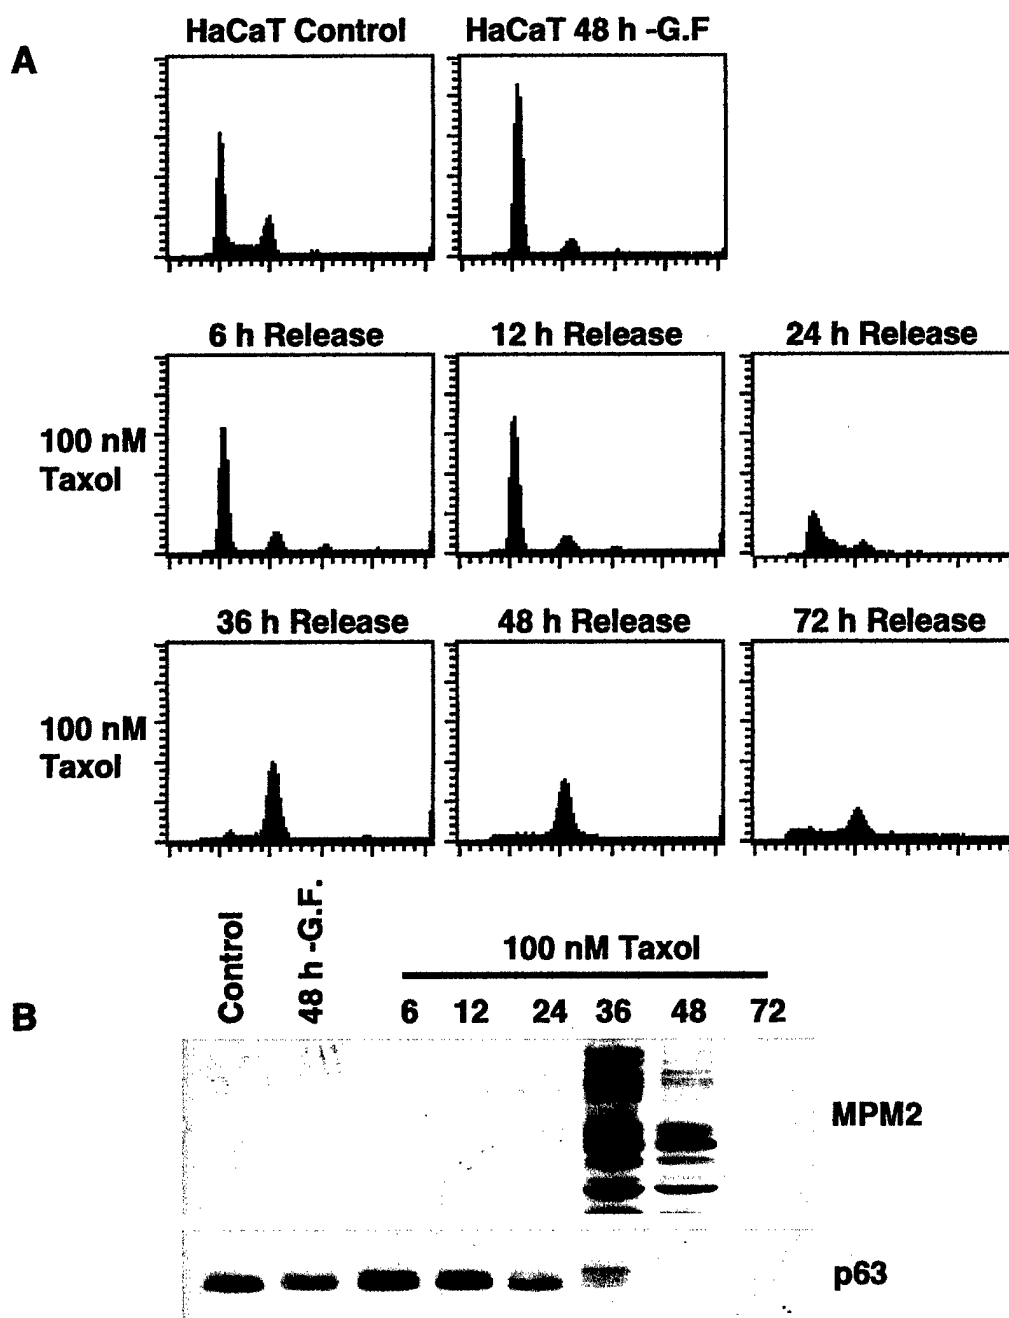 A
HaCaT Control
HaCaT 48 h -G.F
6 h Release
12 h Release
24 h Release
100 nM
Taxol
36 h Release
48 h Release
72 h Release
100 nM
Taxol
Control
48 h -G.F.
100 nM Taxol
B
6
12
24
36
48
72
MPM2
p63